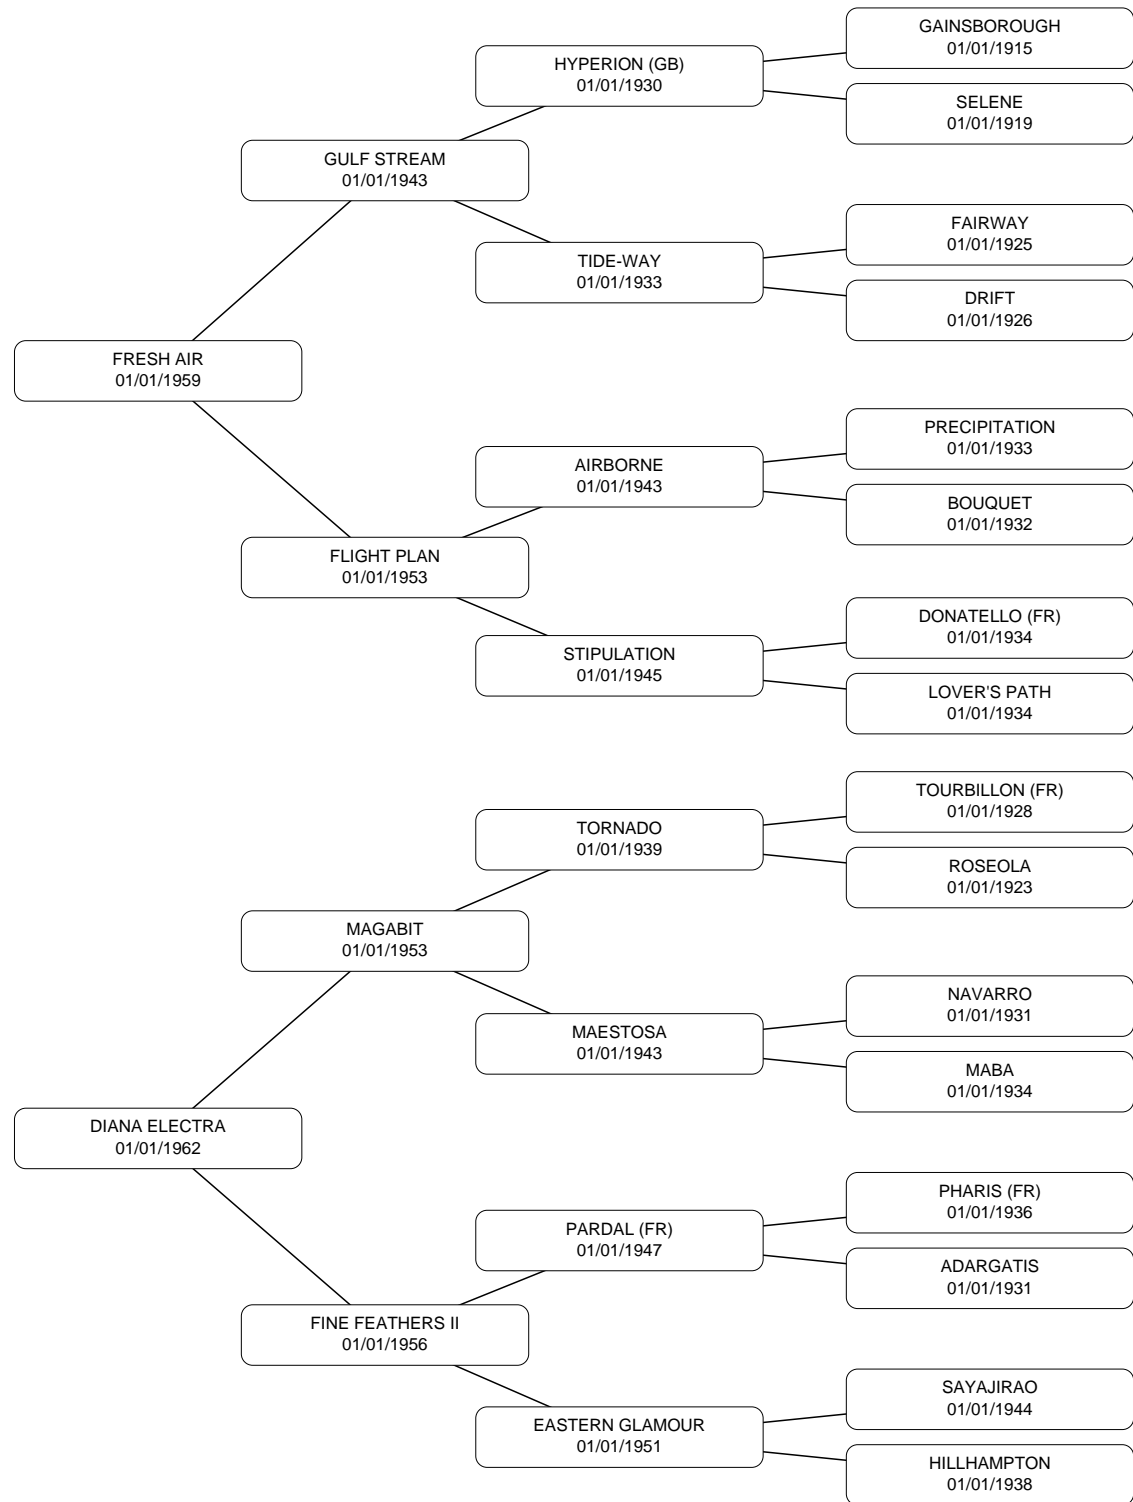 GAINSBOROUGH
01/01/1915
HYPERION (GB)
01/01/1930
SELENE
01/01/1919
GULF STREAM
01/01/1943
FAIRWAY
01/01/1925
TIDE-WAY
01/01/1933
DRIFT
01/01/1926
FRESH AIR
01/01/1959
PRECIPITATION
01/01/1933
AIRBORNE
01/01/1943
BOUQUET
01/01/1932
FLIGHT PLAN
01/01/1953
DONATELLO (FR)
01/01/1934
STIPULATION
01/01/1945
LOVER'S PATH
01/01/1934
TOURBILLON (FR)
01/01/1928
TORNADO
01/01/1939
ROSEOLA
01/01/1923
MAGABIT
01/01/1953
NAVARRO
01/01/1931
MAESTOSA
01/01/1943
MABA
01/01/1934
DIANA ELECTRA
01/01/1962
PHARIS (FR)
01/01/1936
PARDAL (FR)
01/01/1947
ADARGATIS
01/01/1931
FINE FEATHERS II
01/01/1956
SAYAJIRAO
01/01/1944
EASTERN GLAMOUR
01/01/1951
HILLHAMPTON
01/01/1938